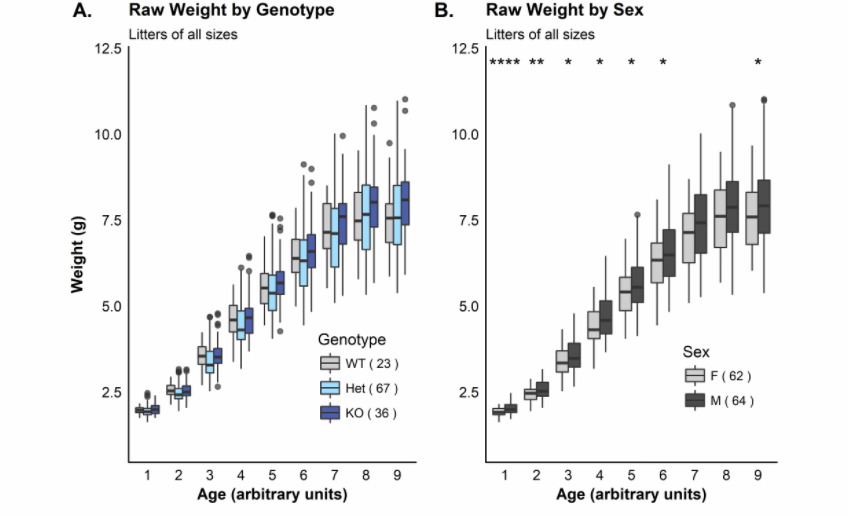 A. Raw Weight by Genotype
Litters of all sizes
12.5
10.0
7.5
5.0
2.5
Weight (g)
Genotype
WT ( 23 )
Het ( 67 )
KO ( 36 )
1 2 3 4 5 6 7 8 9
Age (arbitrary units)
B. Raw Weight by Sex
Litters of all sizes
12.5
**** ** * * * * *
10.0
7.5
5.0
2.5
Sex
F ( 62 )
M ( 64 )
1 2 3 4 5 6 7 8 9
Age (arbitrary units)